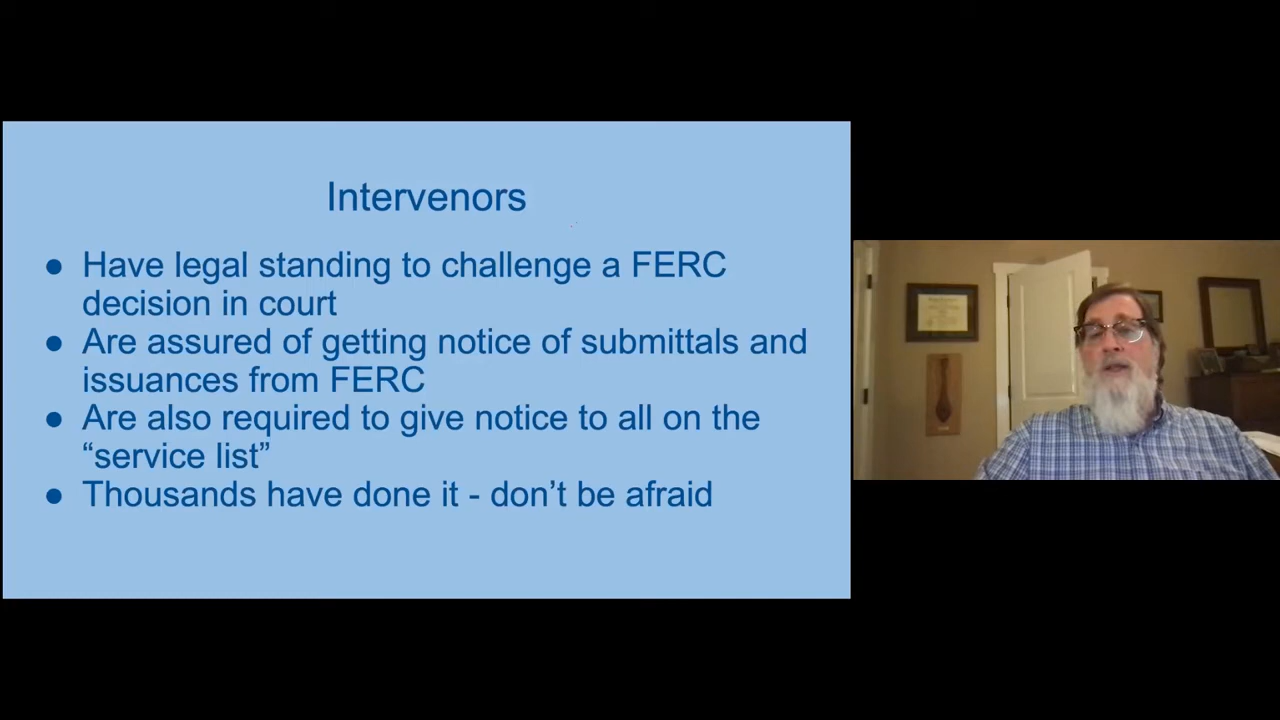 Intervenors
● Have legal standing to challenge a FERC
decision in court
● Are assured of getting notice of submittals and
issuances from FERC
● Are also required to give notice to all on the
“service list”
● Thousands have done it - don’t be afraid